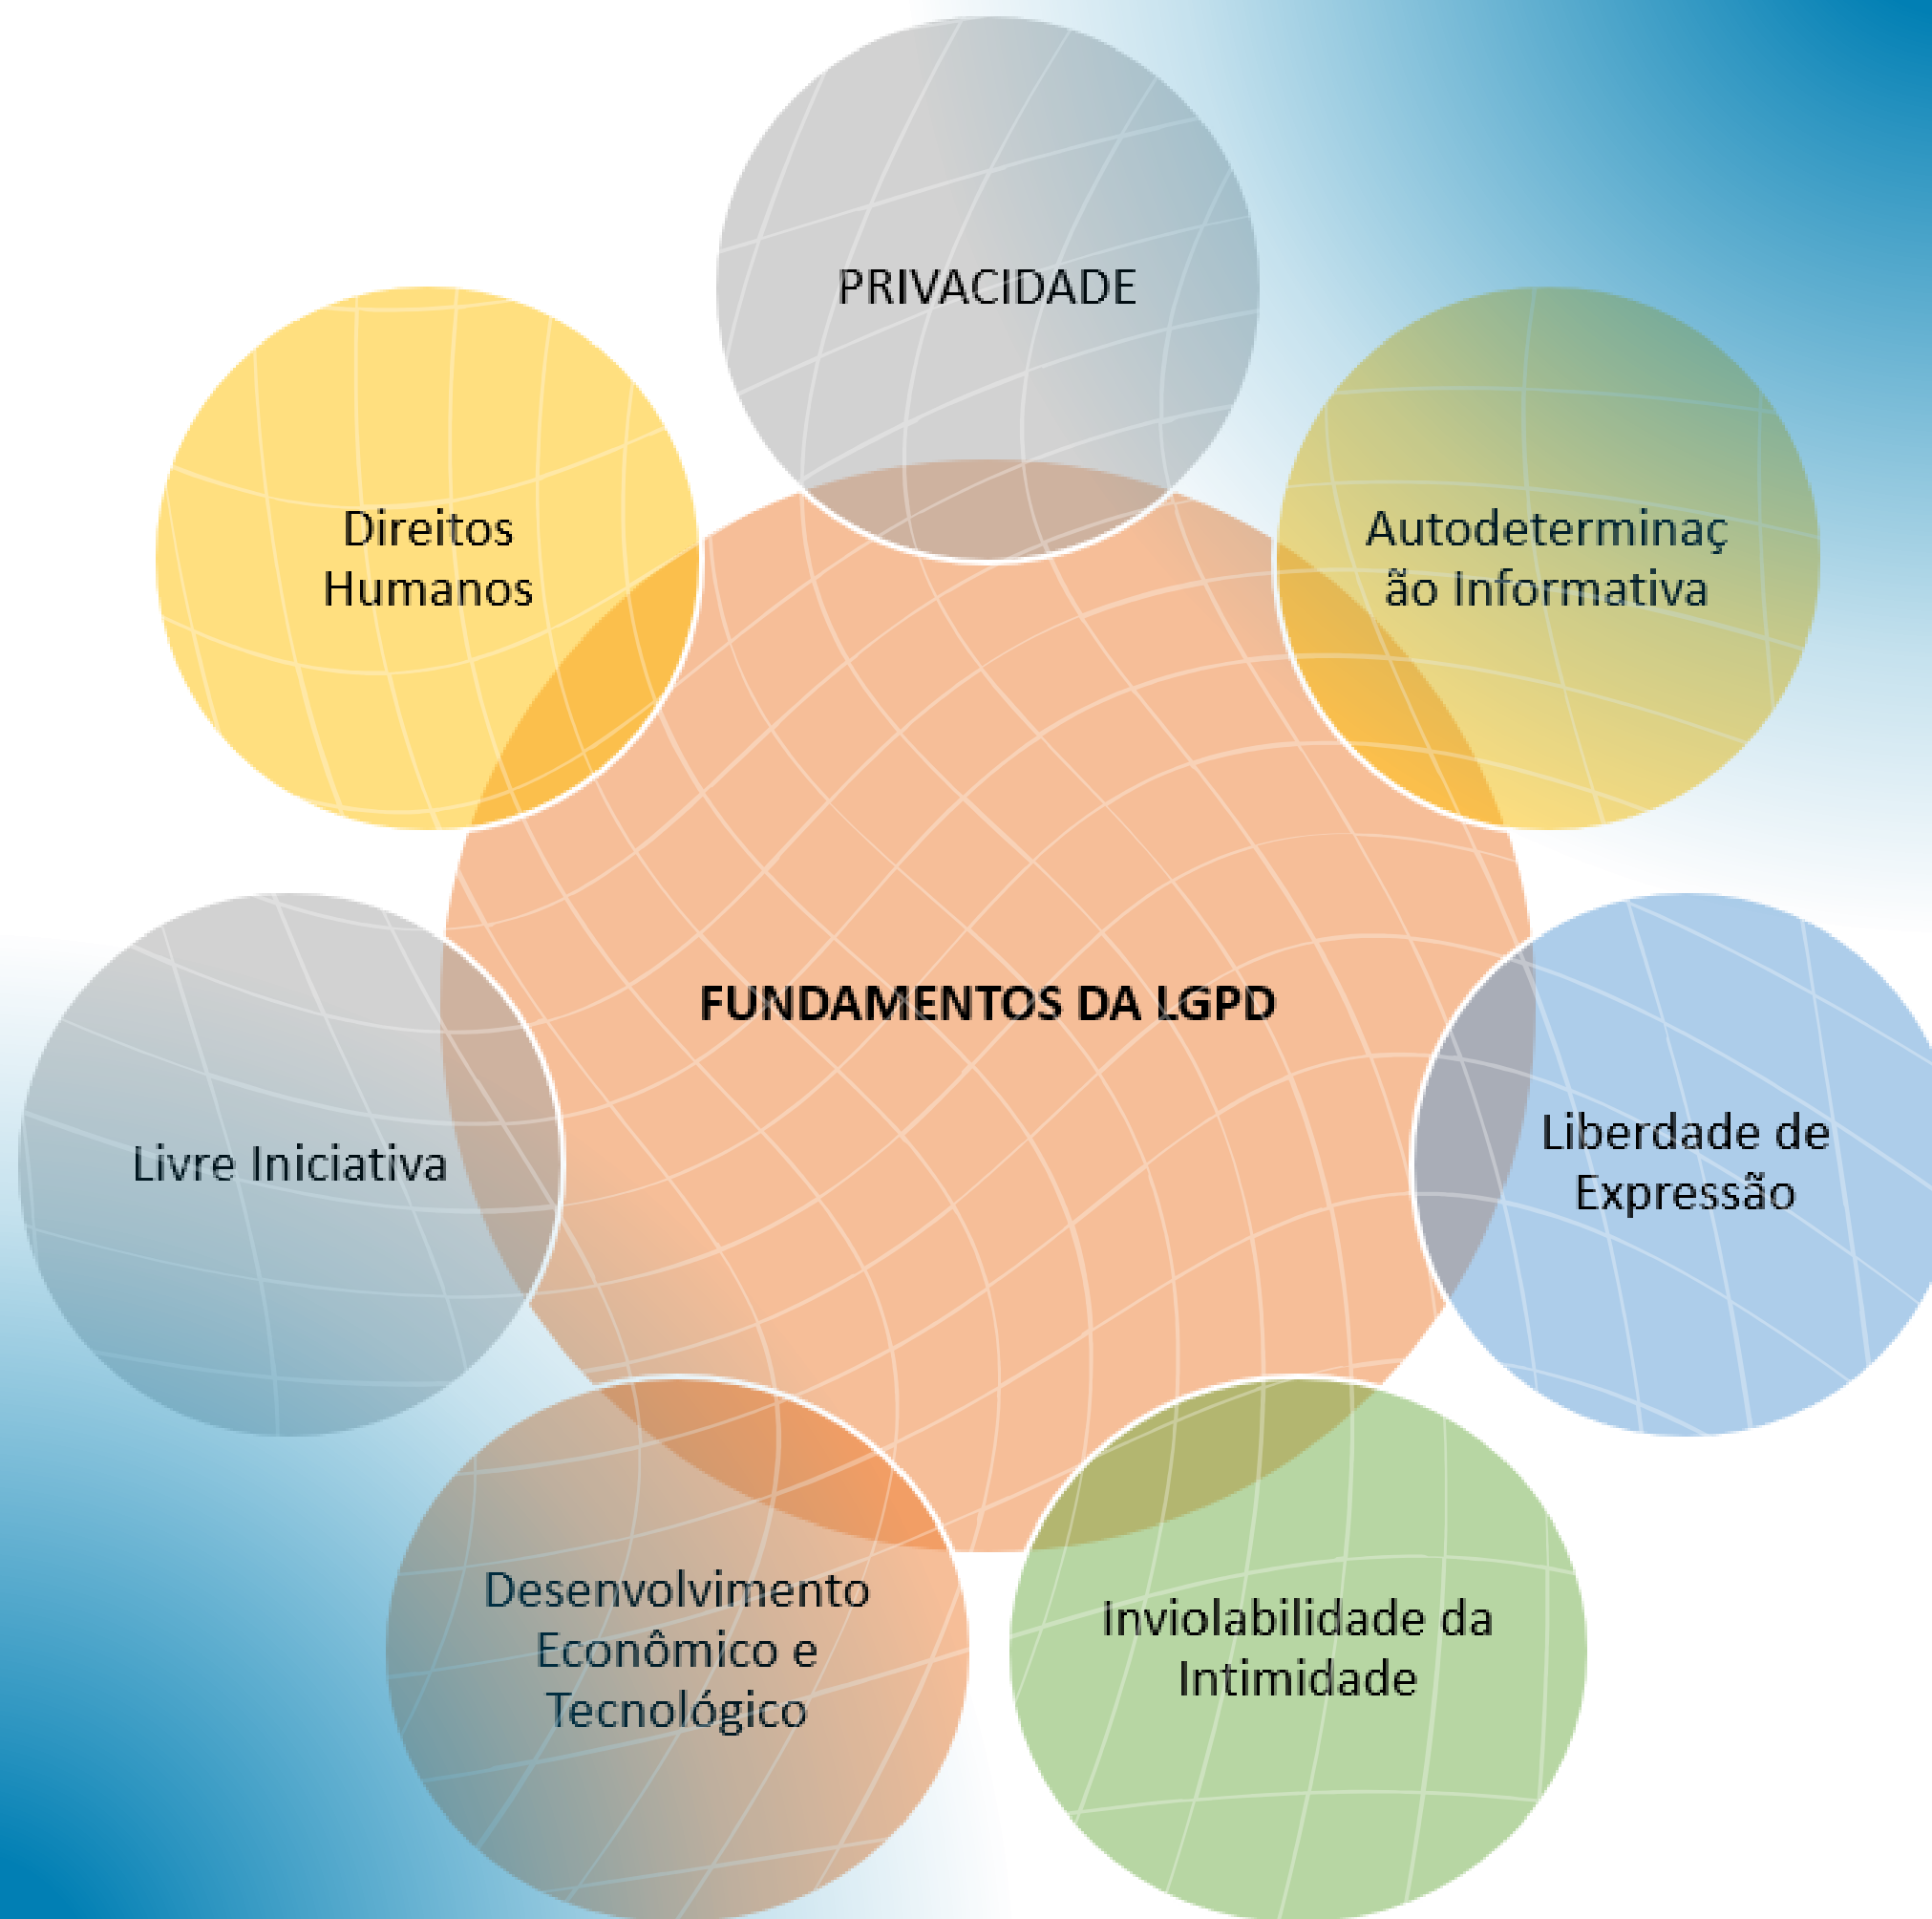 PRIVACIDADE
Direitos
Humanos
Autodeterminaç
ão Informativa
FUNDAMENTOS DA LGPD
Livre Iniciativa
Liberdade de
Expressão
Desenvolvimento
Econômico e
Tecnológico
Inviolabilidade da
Intimidade